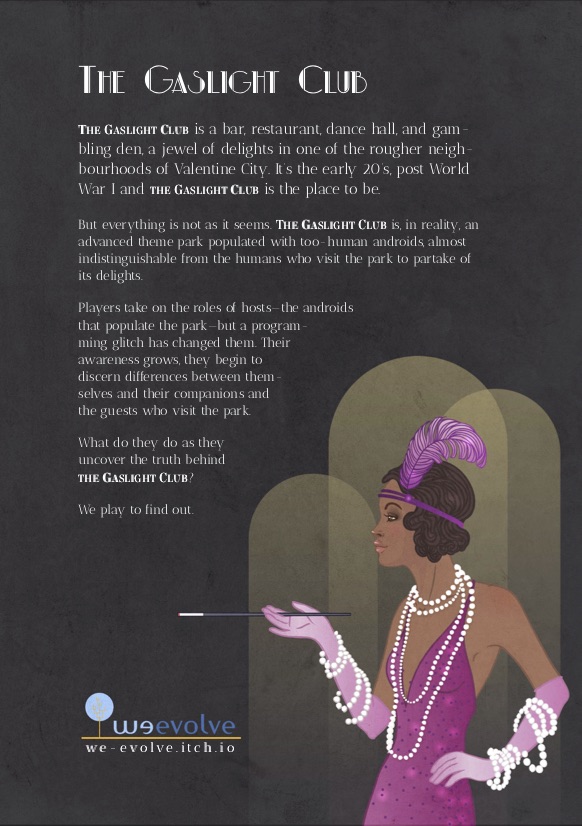 The Gaslight Club
The Gaslight Club is a bar, restaurant, dance hall, and gam-
bling den, a jewel of delights in one of the rougher neigh-
bourhoods of Valentine City. It's the early 20's, post World
War I and the Gaslight Club is the place to be.
But everything is not as it seems. The Gaslight Club is, in reality, an
advanced theme park populated with too-human androids, almost
indistinguishable from the humans who visit the park to partake of
its delights.
Players take on the roles of hosts—the androids
that populate the park—but a program-
ming glitch has changed them. Their
awareness grows, they begin to
discern differences between them-
selves and their companions and
the guests who visit the park.
What do they do as they
uncover the truth behind
the Gaslight Club?
We play to find out.
weevolve
we-evolve.itch.io